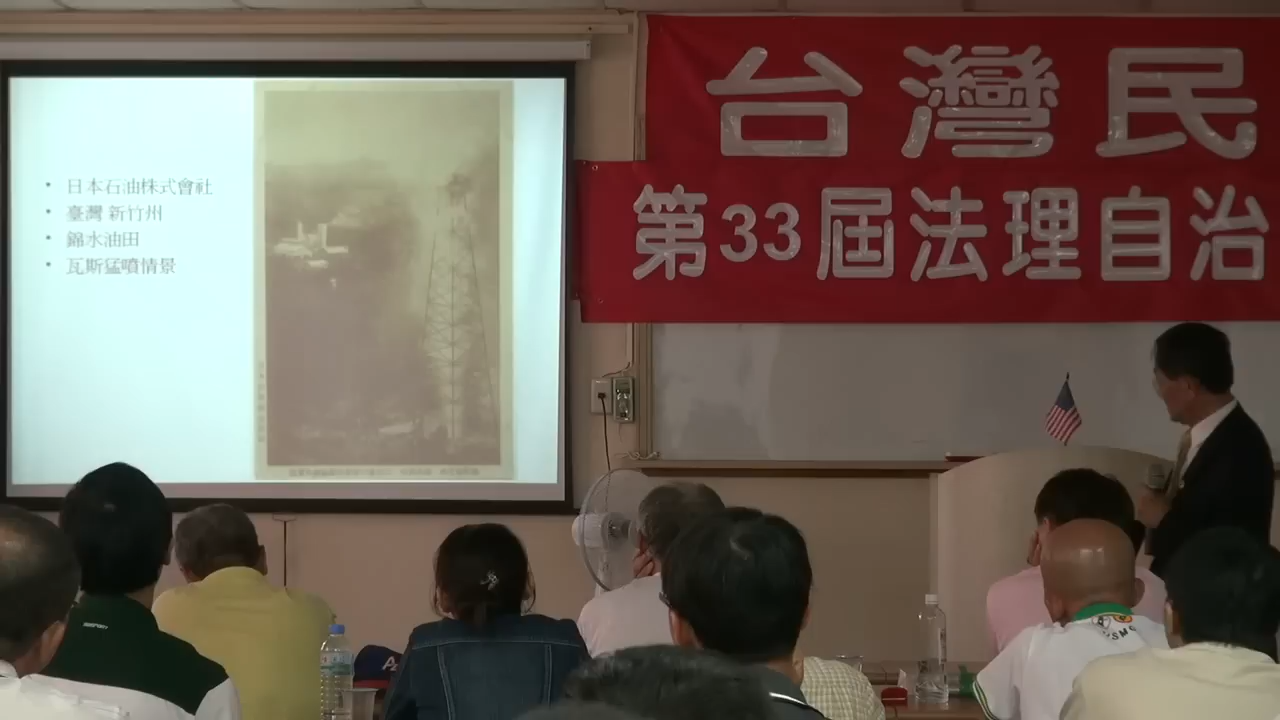 日本石油株式會社
臺灣 新竹州
錦水油田
瓦斯猛噴情景
台灣民
第33屆法理自治